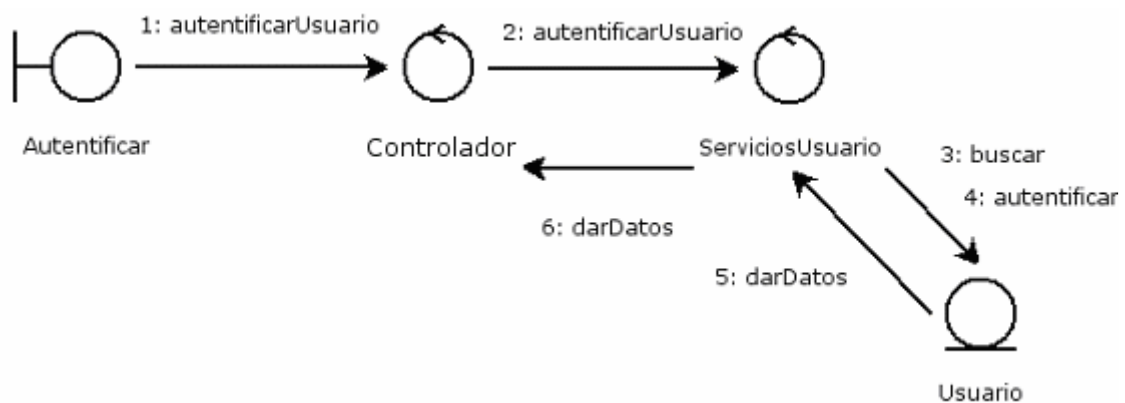 1: autentificarUsuario
2: autentificarUsuario
Autentificar
Controlador
ServiciosUsuario
3: buscar
4: autentificar
6: darDatos
5: darDatos
Usuario